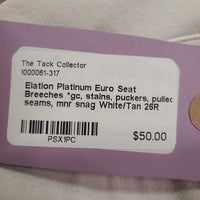 The Tack Collector
1000061-317
Elation Platinum Euro Seat
Breeches *gc, stains, puckers, pulled
seams, mnr snag White/Tan 26R
PSX1PC
$50.00